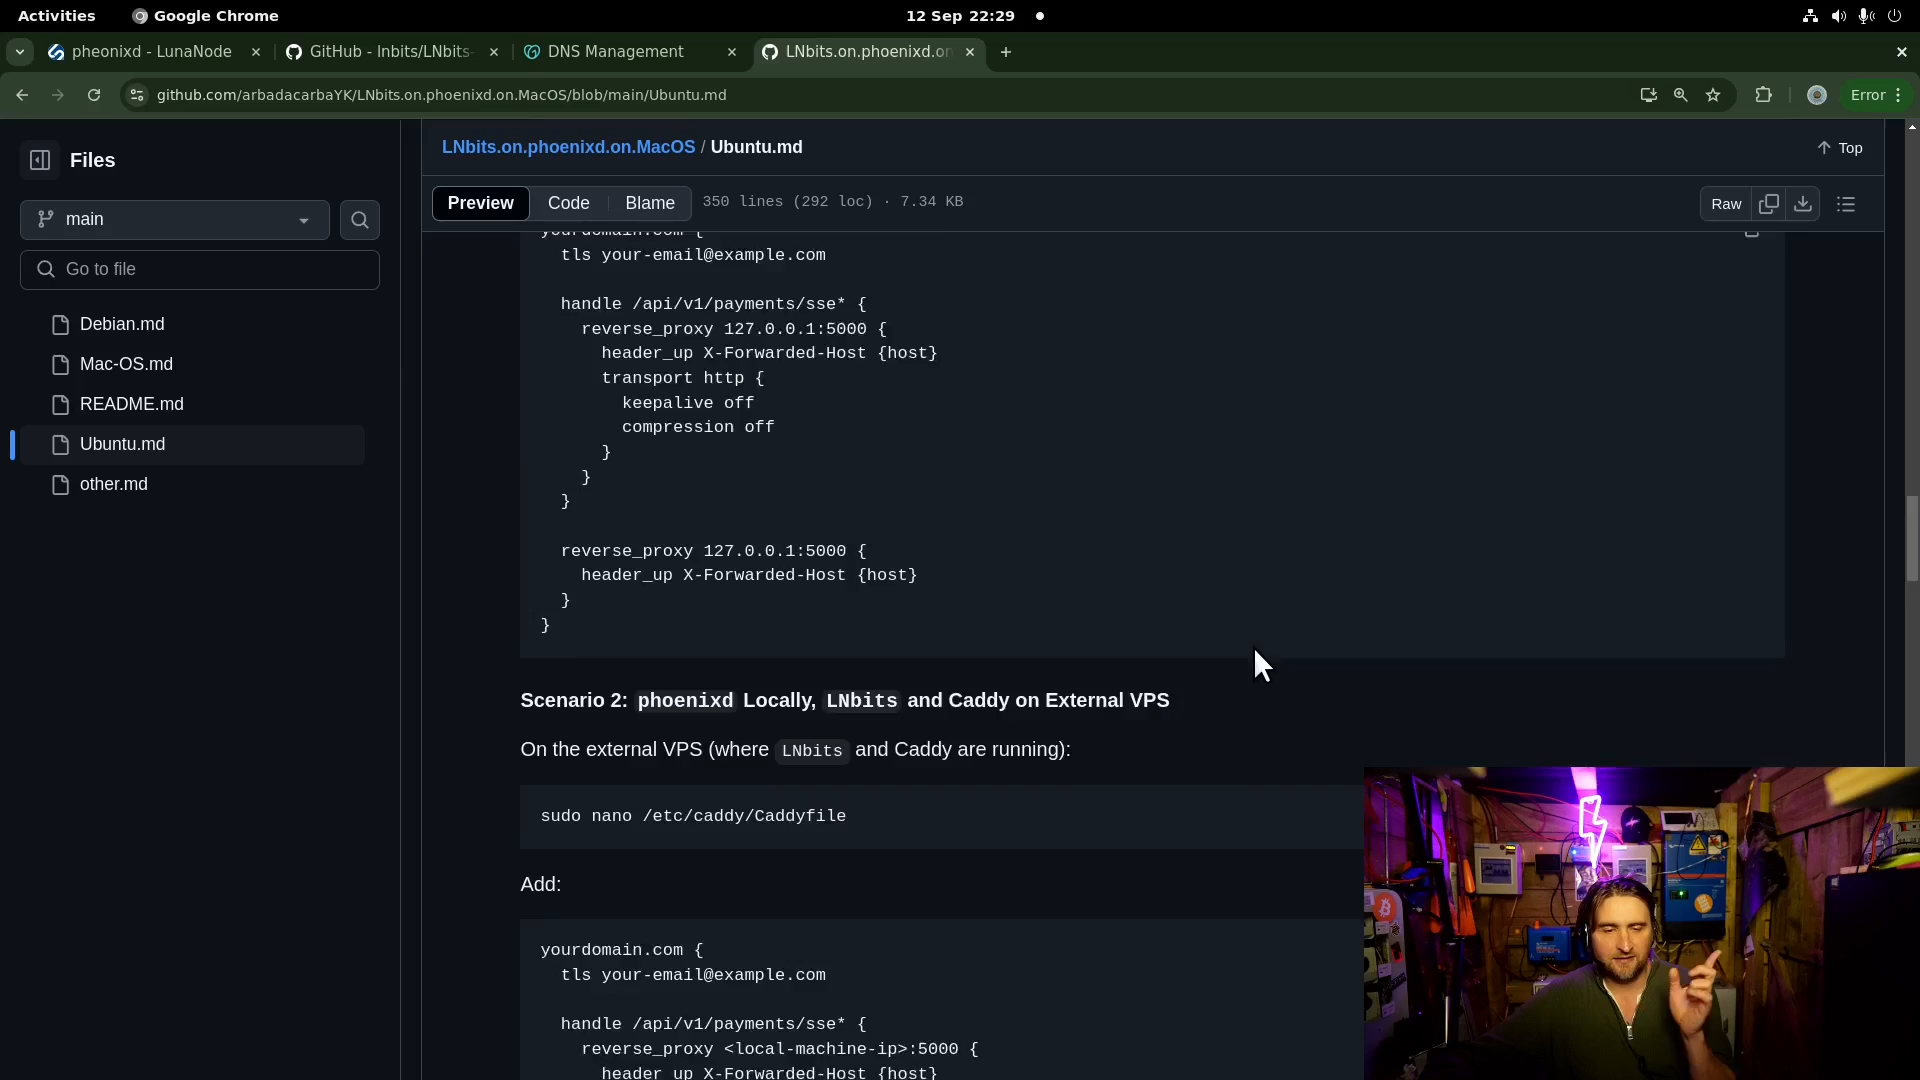 Activities
Google Chrome
12 Sep 22:29
pheonixd - LunaNode
GitHub - lnbits/LNbits-
DNS Management
LNbits.on.phoenixd.on
github.com/arbadacarbaYK/LNbits.on.phoenixd.on.MacOS/blob/main/Ubuntu.md
Error
Files
LNbits.on.phoenixd.on.MacOS / Ubuntu.md
Top
main
Preview
Code
Blame
350 lines (292 loc) · 7.34 KB
Raw
Go to file
Debian.md
Mac-OS.md
README.md
Ubuntu.md
other.md
yourdomain.com {
tls your-email@example.com
handle /api/v1/payments/sse* {
reverse_proxy 127.0.0.1:5000 {
header_up X-Forwarded-Host {host}
transport http {
keepalive off
compression off
}
}
}
reverse_proxy 127.0.0.1:5000 {
header_up X-Forwarded-Host {host}
}
}
Scenario 2: phoenixd Locally, LNbits and Caddy on External VPS
On the external VPS (where LNbits and Caddy are running):
sudo nano /etc/caddy/Caddyfile
Add:
yourdomain.com {
tls your-email@example.com
handle /api/v1/payments/sse* {
reverse_proxy <local-machine-ip>:5000 {
header_up X-Forwarded-Host {host}